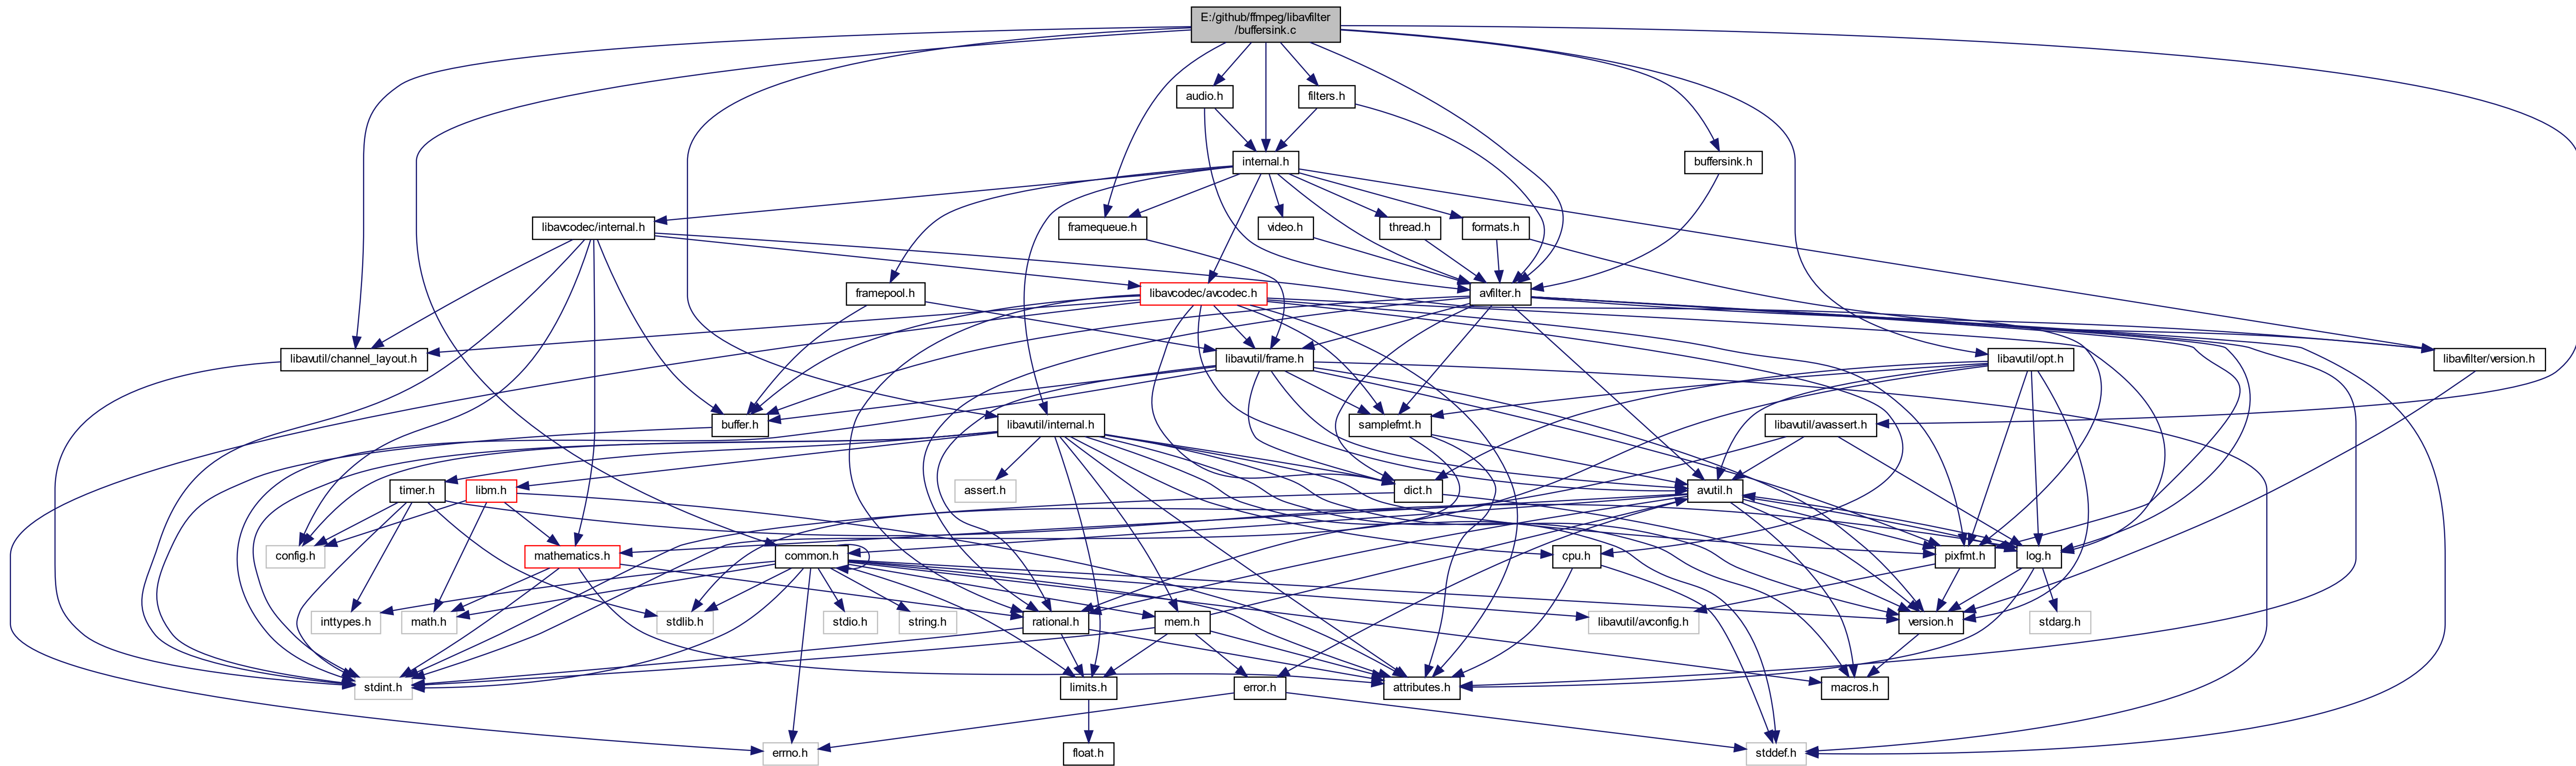 E:/github/ffmpeg/libavfilter
/buffersink.c
audio.h
filters.h
internal.h
buffersink.h
libavcodec/internal.h
framequeue.h
video.h
thread.h
formats.h
framepool.h
libavcodec/avcodec.h
avfilter.h
libavutil/channel_layout.h
libavutil/frame.h
libavutil/opt.h
libavfilter/version.h
buffer.h
libavutil/internal.h
samplefmt.h
libavutil/avassert.h
timer.h
libm.h
assert.h
dict.h
avutil.h
config.h
mathematics.h
common.h
cpu.h
pixfmt.h
log.h
inttypes.h
math.h
stdlib.h
stdio.h
string.h
rational.h
mem.h
libavutil/avconfig.h
version.h
stdarg.h
stdint.h
limits.h
error.h
attributes.h
macros.h
errno.h
float.h
stddef.h